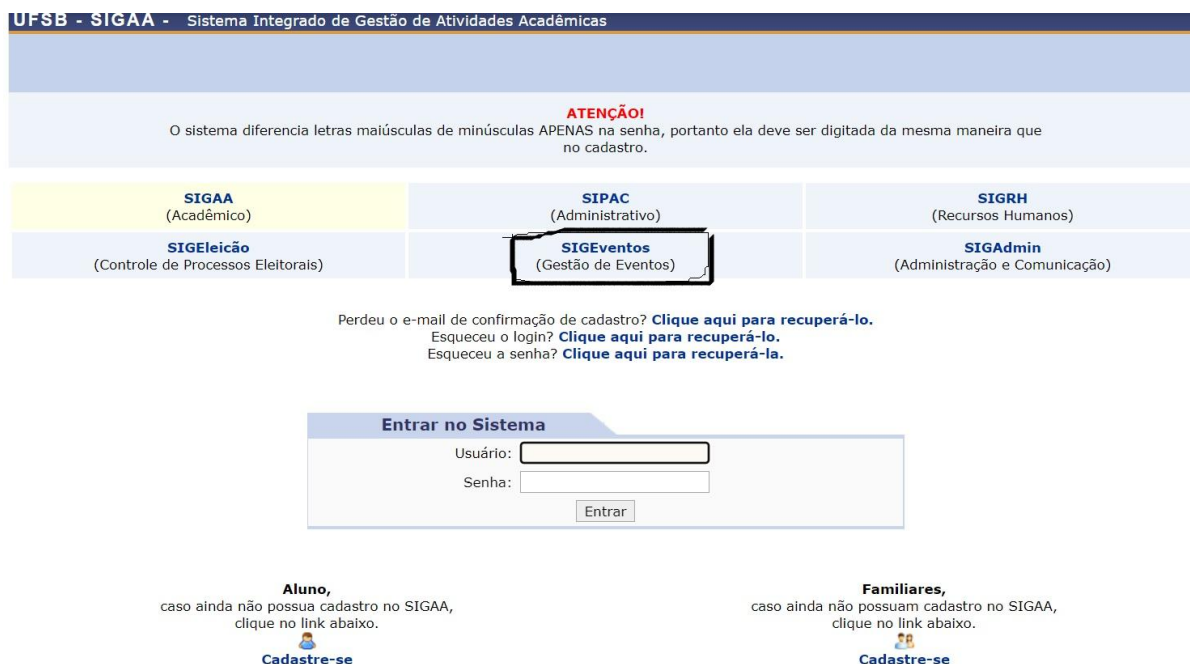 UFSB - SIGAA - Sistema Integrado de Gestão de Atividades Acadêmicas
ATENÇÃO!
O sistema diferencia letras maiúsculas de minúsculas APENAS na senha, portanto ela deve ser digitada da mesma maneira que
no cadastro.
SIGAA SIPAC SIGRH
(Acadêmico) (Administrativo) (Recursos Humanos)
SIGEleicão SIGEventos SIGAdmin
(Controle de Processos Eleitorais) (Gestão de Eventos) (Administração e Comunicação)
Perdeu o e-mail de confirmação de cadastro? Clique aqui para recuperá-lo.
Esqueceu o login? Clique aqui para recuperá-lo.
Esqueceu a senha? Clique aqui para recuperá-la.
Entrar no Sistema
Usuário:
Senha:
Entrar
Aluno,
caso ainda não possua cadastro no SIGAA,
clique no link abaixo.
Cadastre-se
Familiares,
caso ainda não possuam cadastro no SIGAA,
clique no link abaixo.
Cadastre-se